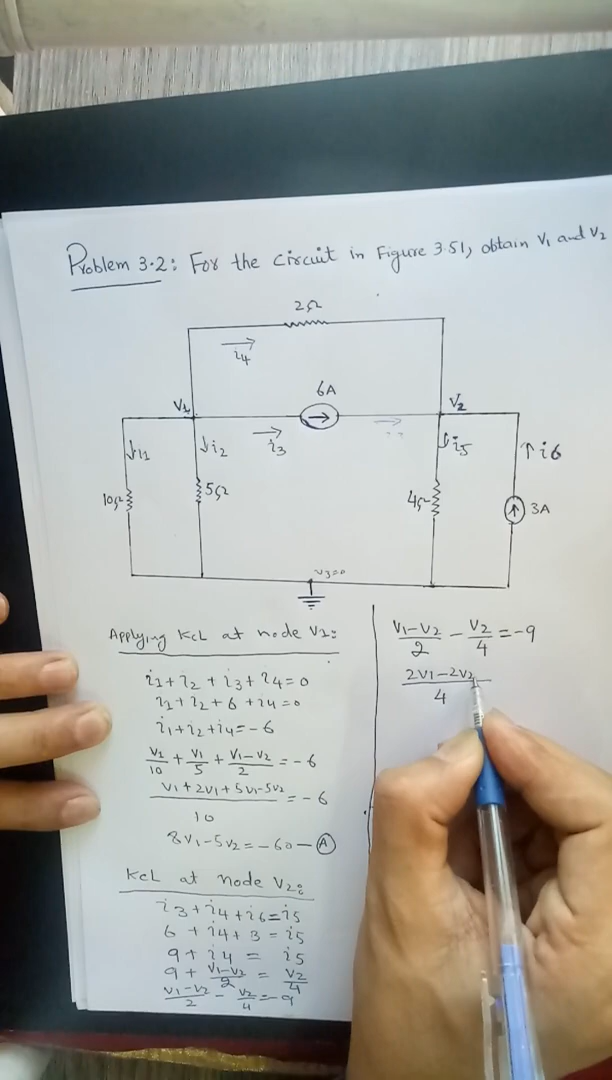 Problem 3.2: For the circuit in Figure 3.51, obtain V1 and V2
2Ω
i4
6A
V1
V2
i1
i2
i3
i5
i6
10Ω
5Ω
4Ω
3A
V3=0
Applying KCL at node V1:
i1+i2+i3+i4=0
i1+i2+6+i4=0
i1+i2+i4=-6
V1/10 + V1/5 + (V1-V2)/2 = -6
(V1+2V1+5V1-5V2)/10 = -6
8V1-5V2=-60 — A
KCL at node V2:
i3+i4+i6=i5
6+i4+3=i5
9+i4=i5
9+(V1-V2)/2=V2/4
(V1-V2)/2-V2/4=-9
(V1-V2)/2-V2/4=-9
(2V1-2V2-)/4